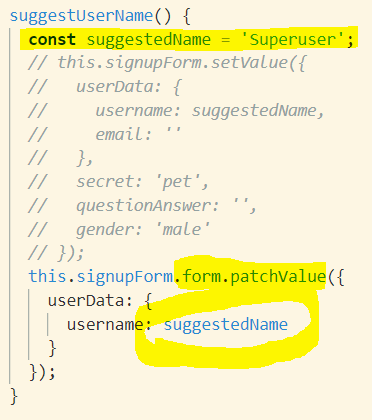 suggestUserName() {
const suggestedName = 'Superuser';
// this.signupForm.setValue({
//   userData: {
//     username: suggestedName,
//     email: ''
//   },
//   secret: 'pet',
//   questionAnswer: '',
//   gender: 'male'
// });
this.signupForm.form.patchValue({
userData: {
username: suggestedName
}
});
}